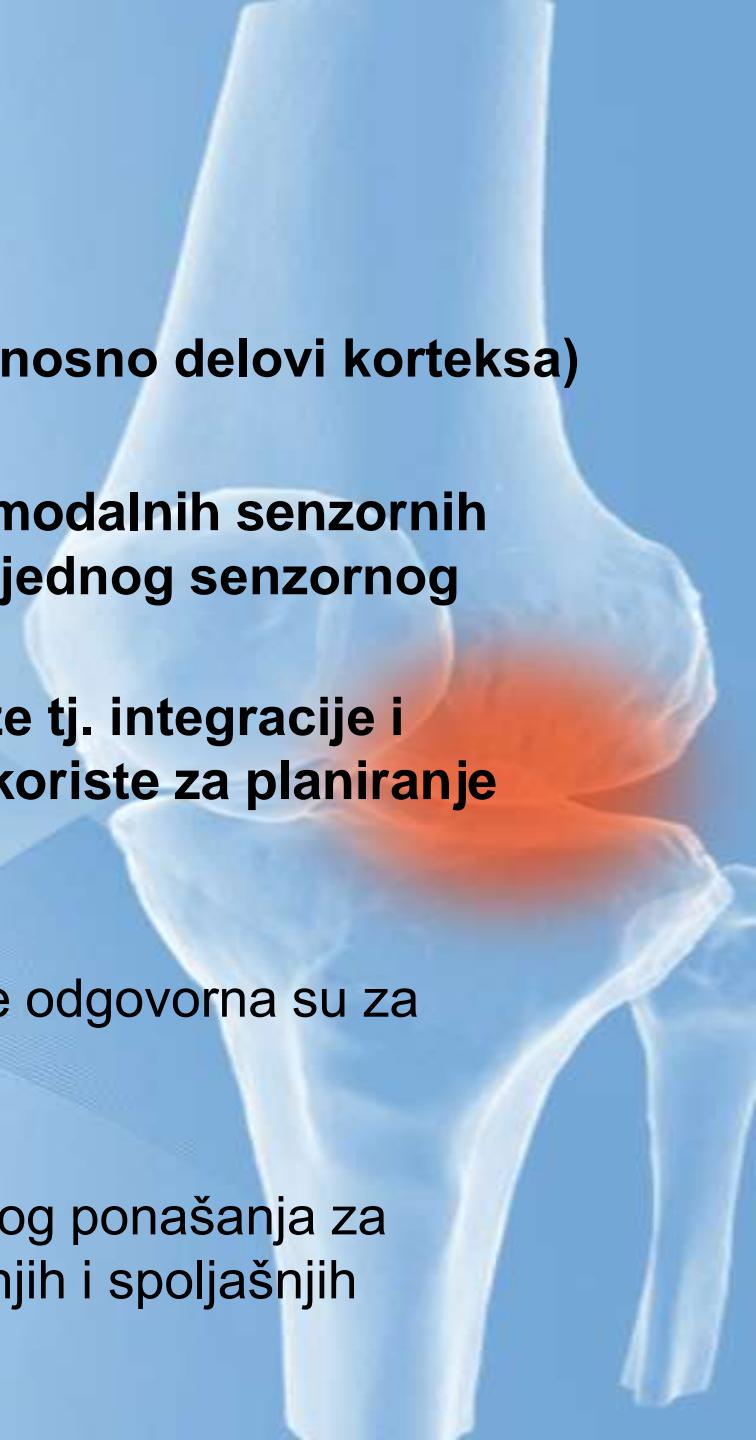 nosno delovi korteksa)
modalnih senzornih
jednog senzornog
ze tj. integracije i
koriste za planiranje
e odgovorna su za
og ponašanja za
njih i spoljašnjih